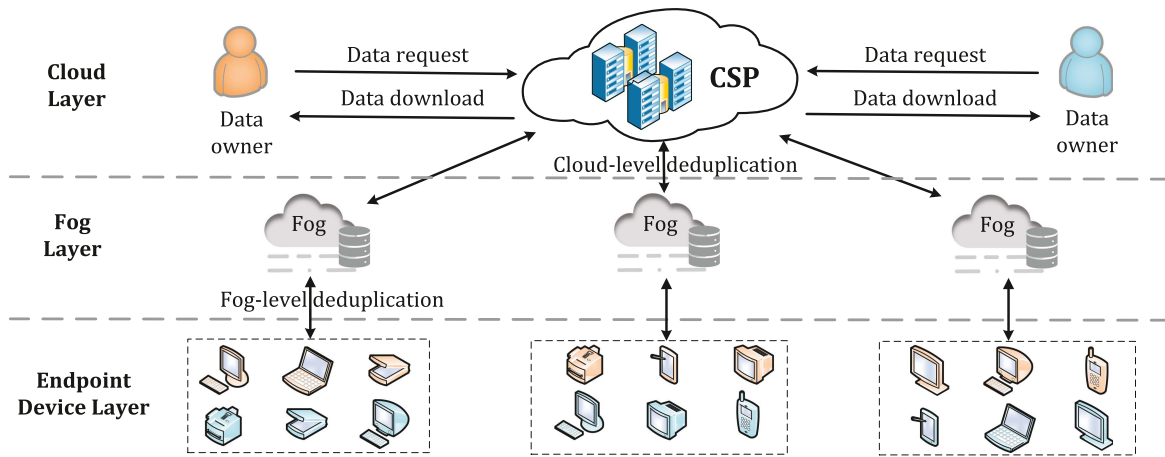 Cloud
Layer
Data
owner
Data request
Data download
CSP
Data request
Data download
Data
owner
Cloud-level deduplication
Fog
Layer
Fog
Fog
Fog
Fog-level deduplication
Endpoint
Device Layer